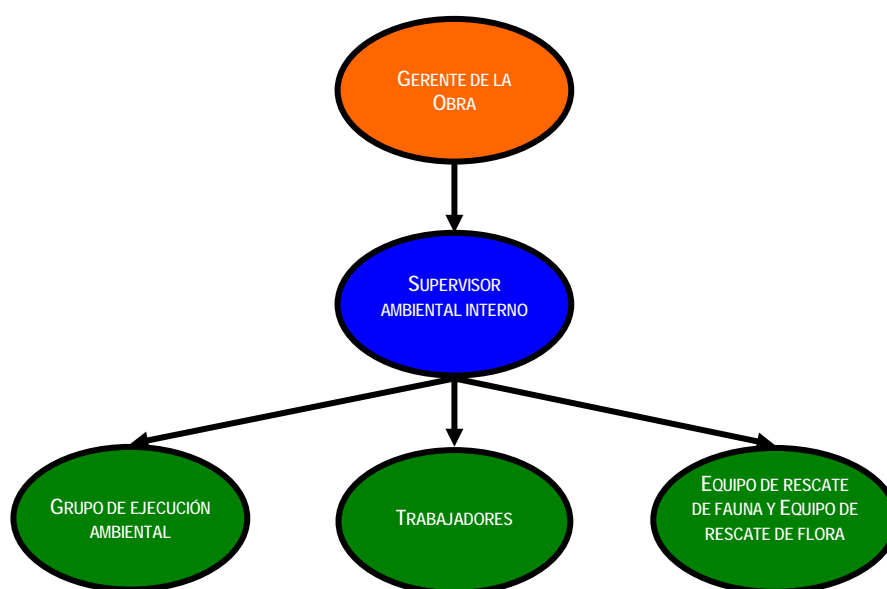 GERENTE DE LA
OBRA
SUPERVISOR
AMBIENTAL INTERNO
GRUPO DE EJECUCIÓN
AMBIENTAL
TRABAJADORES
EQUIPO DE RESCATE
DE FAUNA Y EQUIPO DE
RESCATE DE FLORA